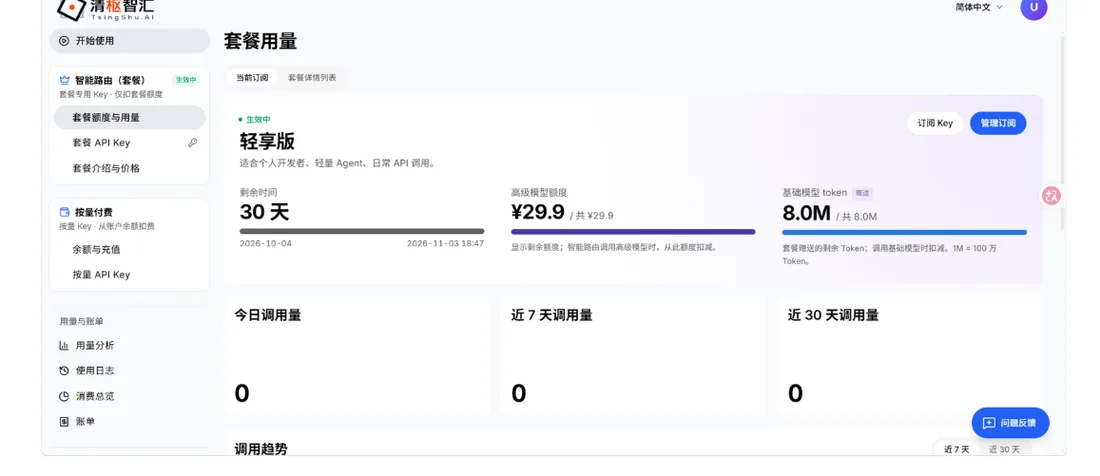 清枢智汇
TsingShu.AI
简体中文
U
开始使用
智能路由（套餐）
生效中
套餐专用 Key · 仅扣套餐额度
套餐额度与用量
套餐 API Key
套餐介绍与价格
按量付费
按量 Key · 从账户余额扣费
余额与充值
按量 API Key
用量与账单
用量分析
使用日志
消费总览
账单
套餐用量
当前订阅
套餐详情列表
生效中
轻享版
适合个人开发者、轻量 Agent、日常 API 调用。
订阅 Key
管理订阅
剩余时间
30 天
2026-10-04
2026-11-03 18:47
高级模型额度
¥29.9 / 共 ¥29.9
显示剩余额度；智能路由调用高级模型时，从此额度扣减。
基础模型 token
赠送
8.0M / 共 8.0M
套餐赠送的剩余 Token；调用基础模型时扣减。1M = 100 万
Token。
今日调用量
0
近 7 天调用量
0
近 30 天调用量
0
问题反馈
调用趋势
近 7 天
近 30 天